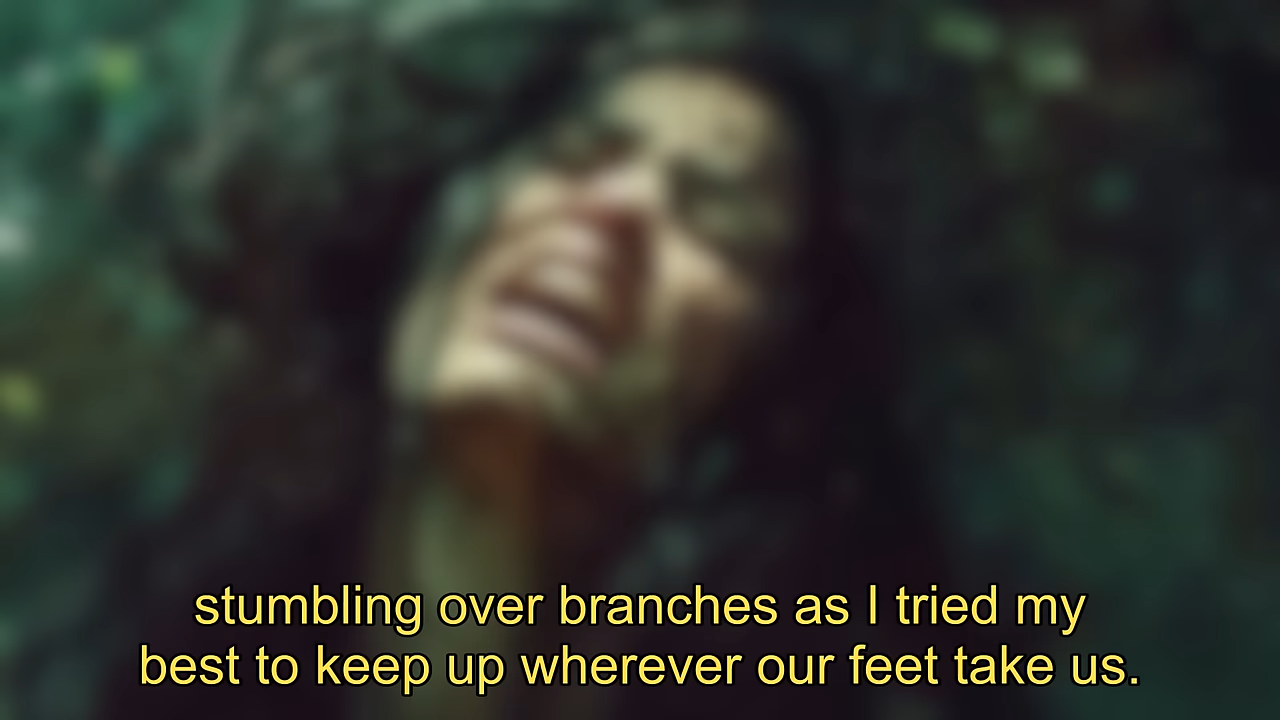 stumbling over branches as I tried my
best to keep up wherever our feet take us.